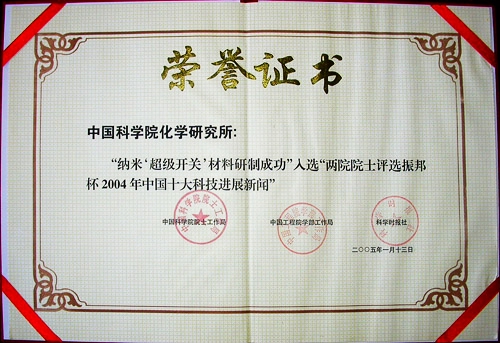 荣誉证书
中国科学院化学研究所：
“纳米‘超级开关’材料研制成功”入选“两院院士评选振邦
杯2004年中国十大科技进展新闻”
中国科学院院士工作局 中国工程院学部工作局 科学时报社
二〇〇五年一月十三日